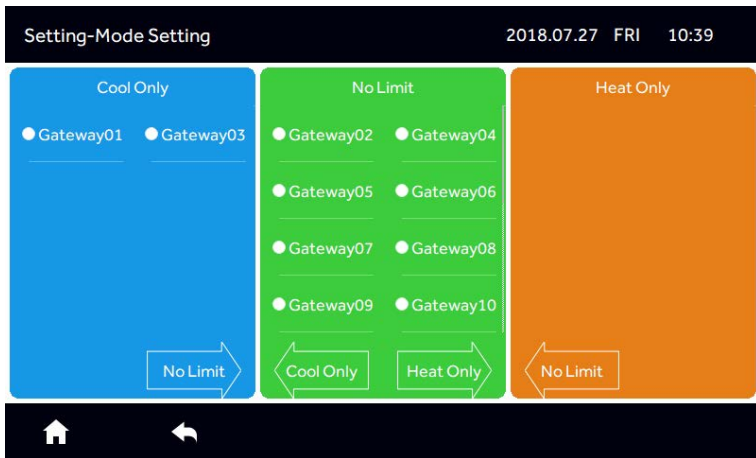 Setting-Mode Setting 2018.07.27 FRI 10:39
Cool Only
Gateway01 Gateway03
No Limit
No Limit
Gateway02 Gateway04
Gateway05 Gateway06
Gateway07 Gateway08
Gateway09 Gateway10
Cool Only Heat Only
Heat Only
No Limit